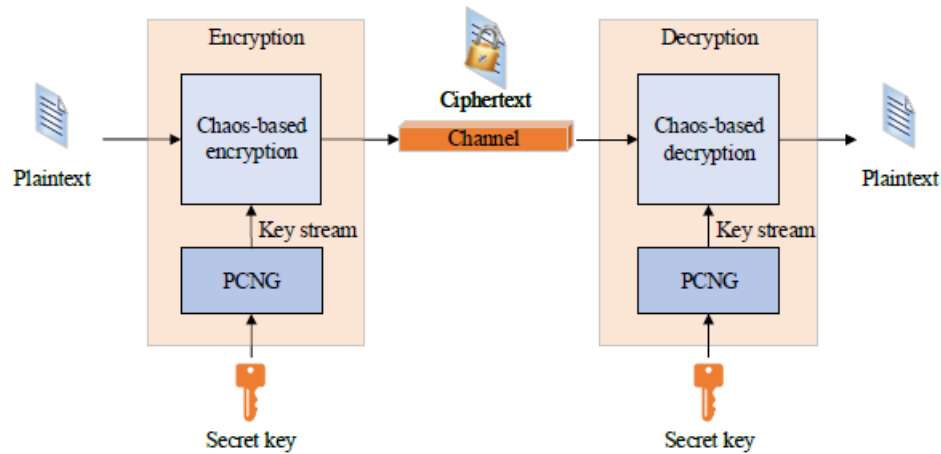 Encryption
Decryption
Ciphertext
Chaos-based
encryption
Channel
Chaos-based
decryption
Plaintext
Plaintext
Key stream
Key stream
PCNG
PCNG
Secret key
Secret key